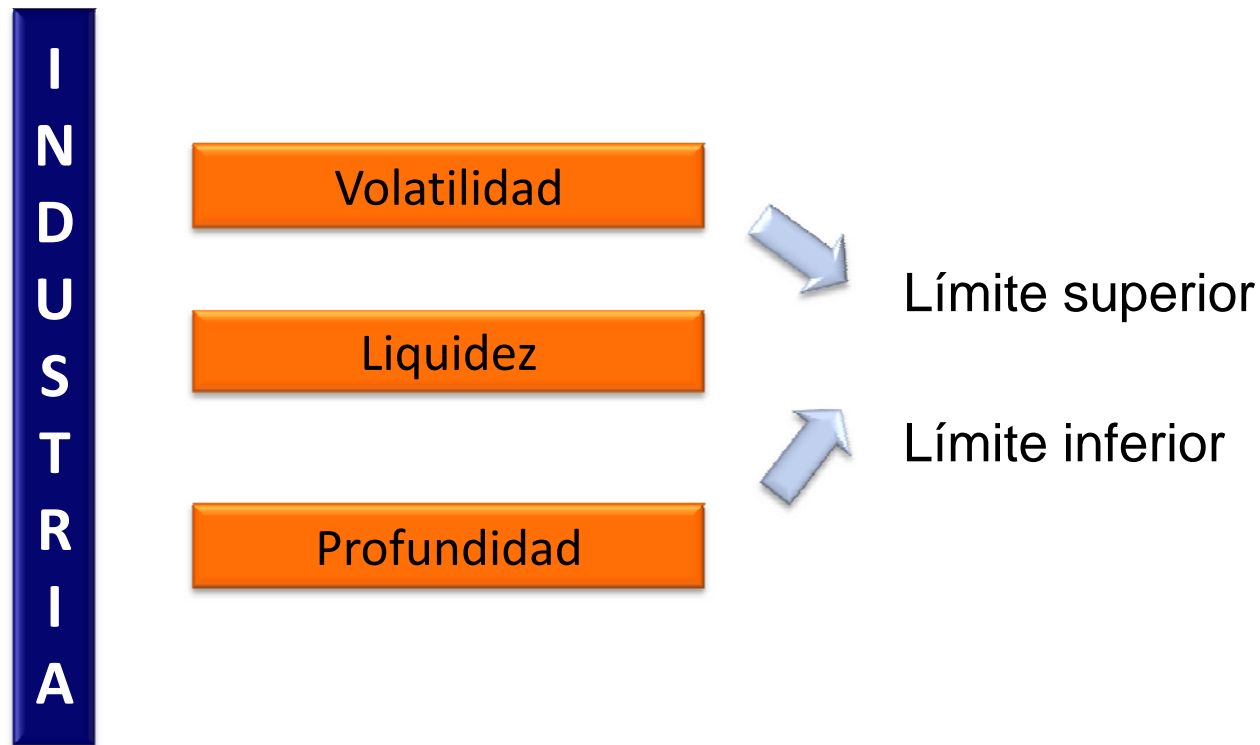 INDUSTRIA
Volatilidad
Liquidez
Profundidad
Límite superior
Límite inferior